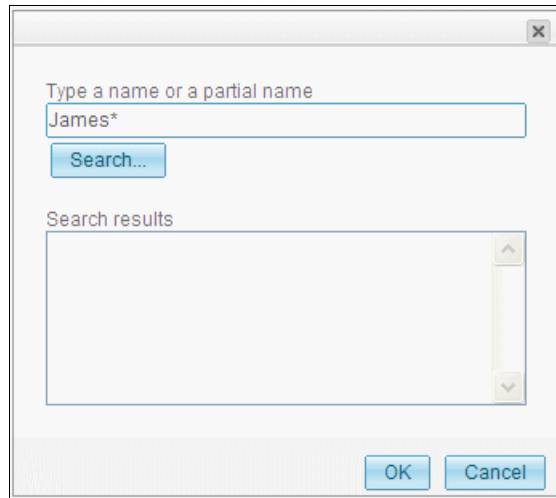 Type a name or a partial name
James*
Search...
Search results
OK Cancel